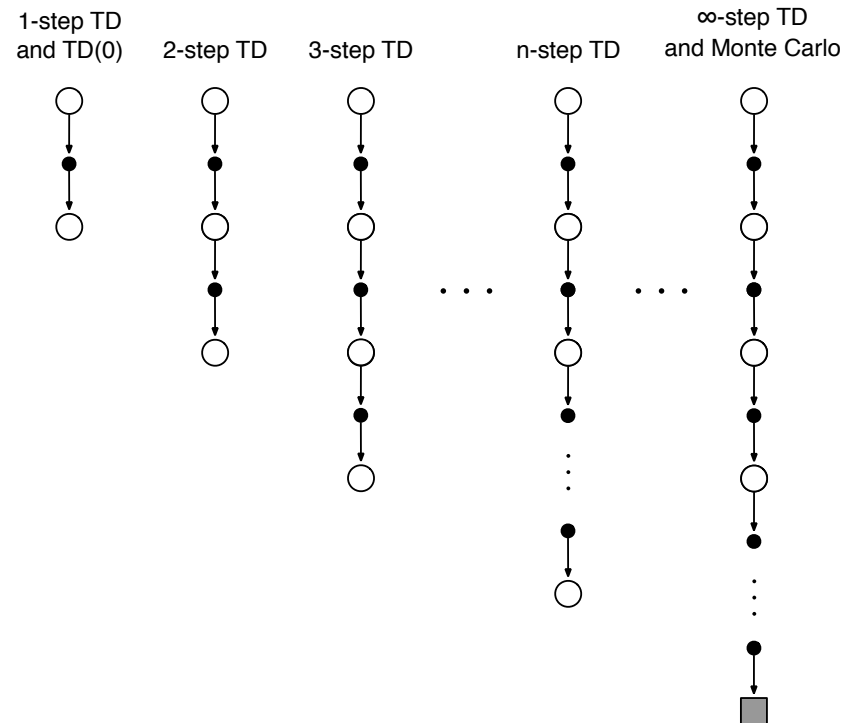 1-step TD
and TD(0)
2-step TD
3-step TD
n-step TD
∞-step TD
and Monte Carlo